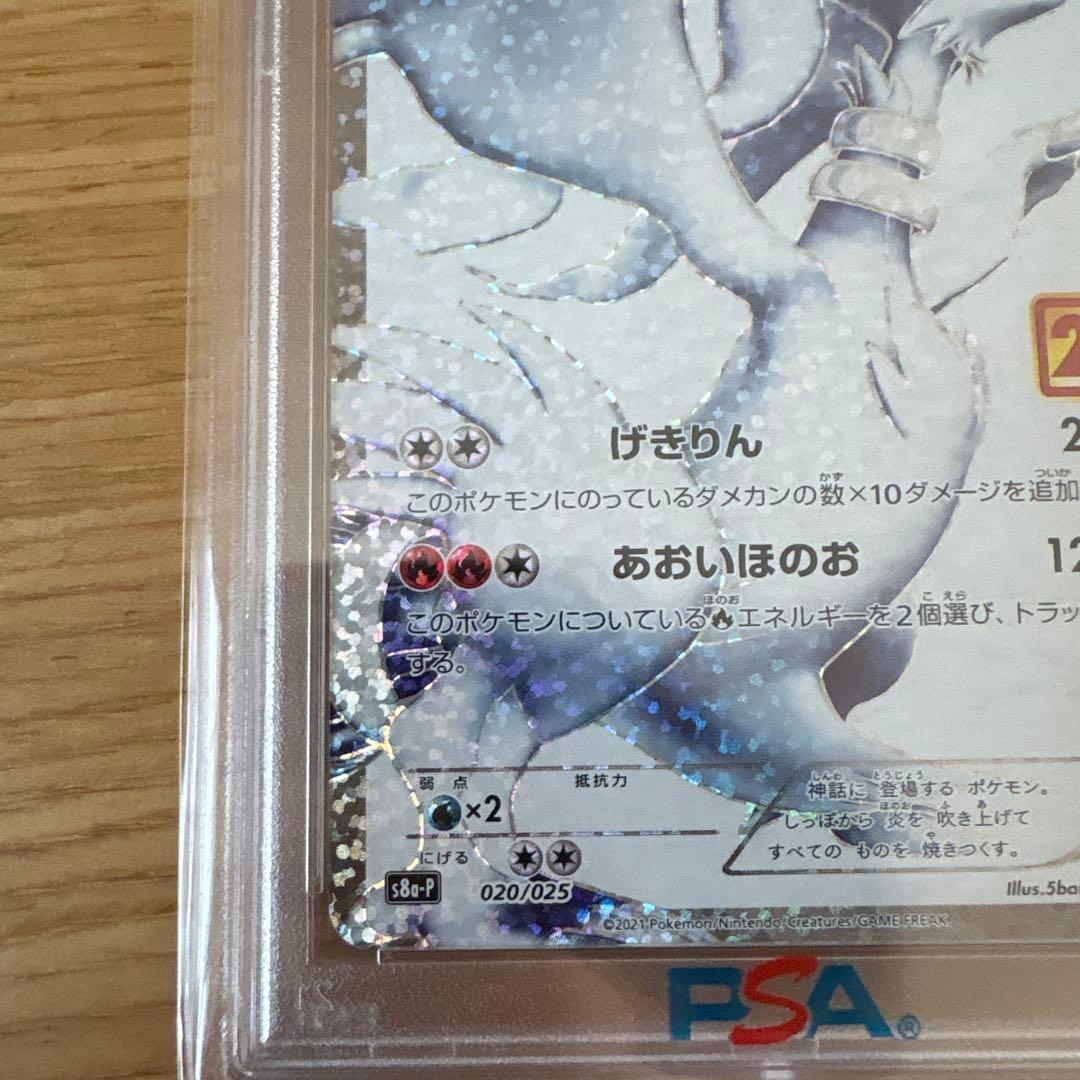 2
げきりん 2
このポケモンにのっているダメカンの数×10ダメージを追加
あおいほのお 12
このポケモンについている エネルギーを2個選び、トラッ
する。
弱点 抵抗力
×2
にげる
神話に 登場する ポケモン。
しっぽから 炎を 吹き上げて
すべての ものを 焼きつくす。
s8a-P 020/025
Illus.5ban
©2021 Pokémon/Nintendo/Creatures/GAME FREAK
PSA®